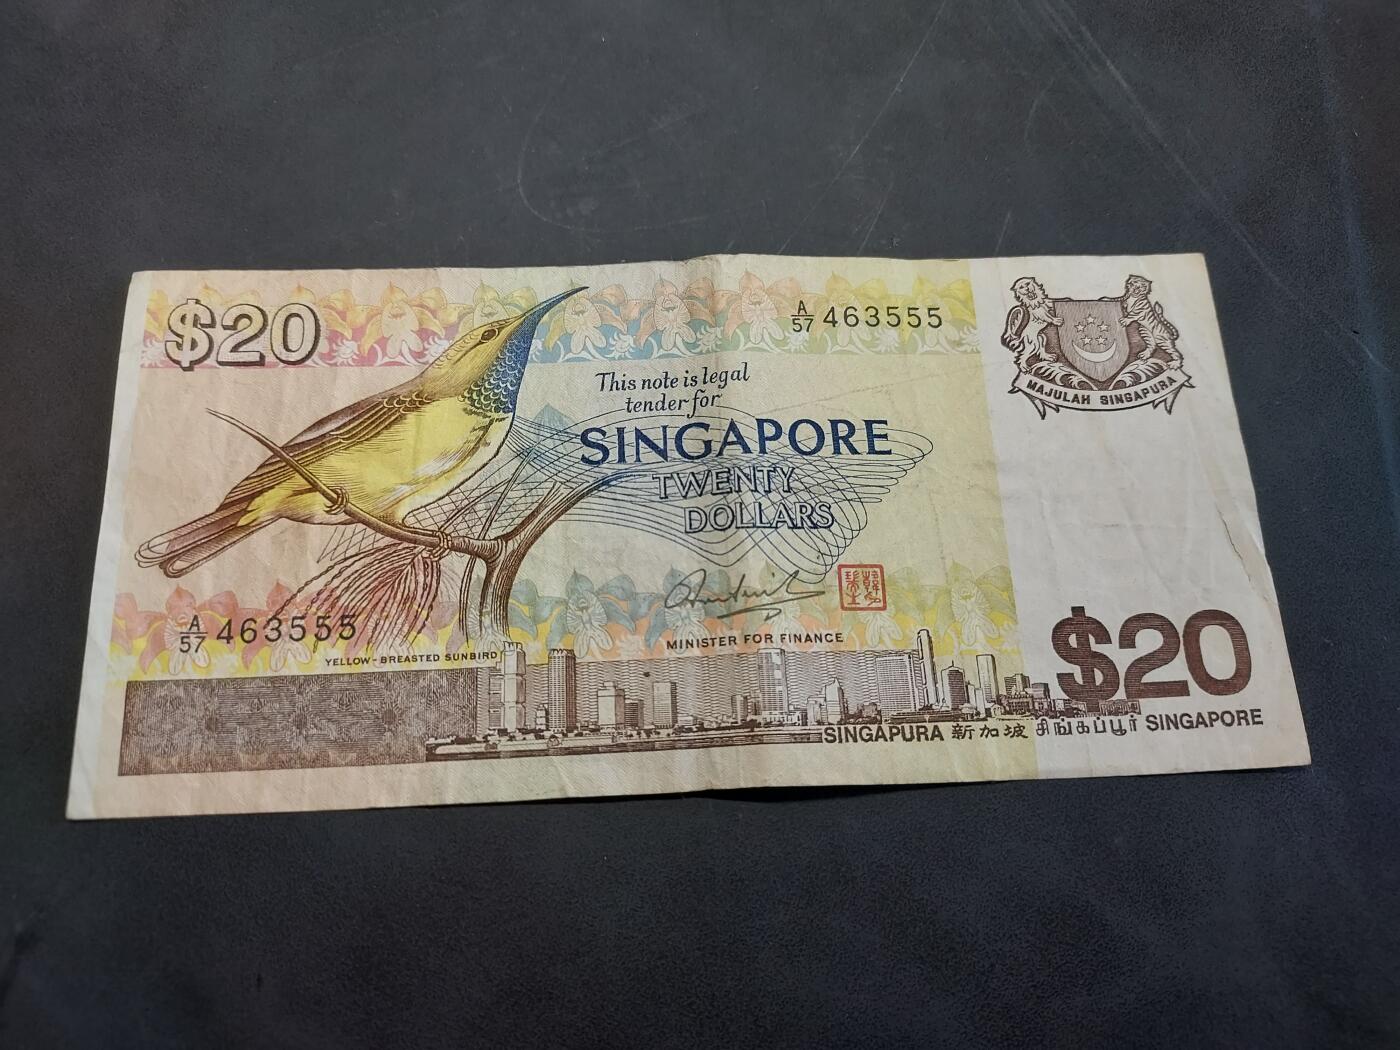 $20
A/57 463555
MAJULAH SINGAPURA
This note is legal
tender for
SINGAPORE
TWENTY
DOLLARS
A/57 463555
YELLOW-BREASTED SUNBIRD
MINISTER FOR FINANCE
$20
SINGAPURA 新加坡 சிங்கப்பூர் SINGAPORE